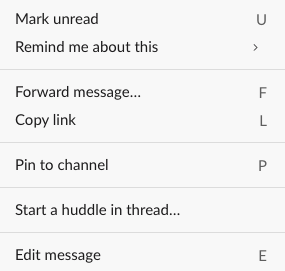 Mark unread U
Remind me about this >
Forward message... F
Copy link L
Pin to channel P
Start a huddle in thread...
Edit message E